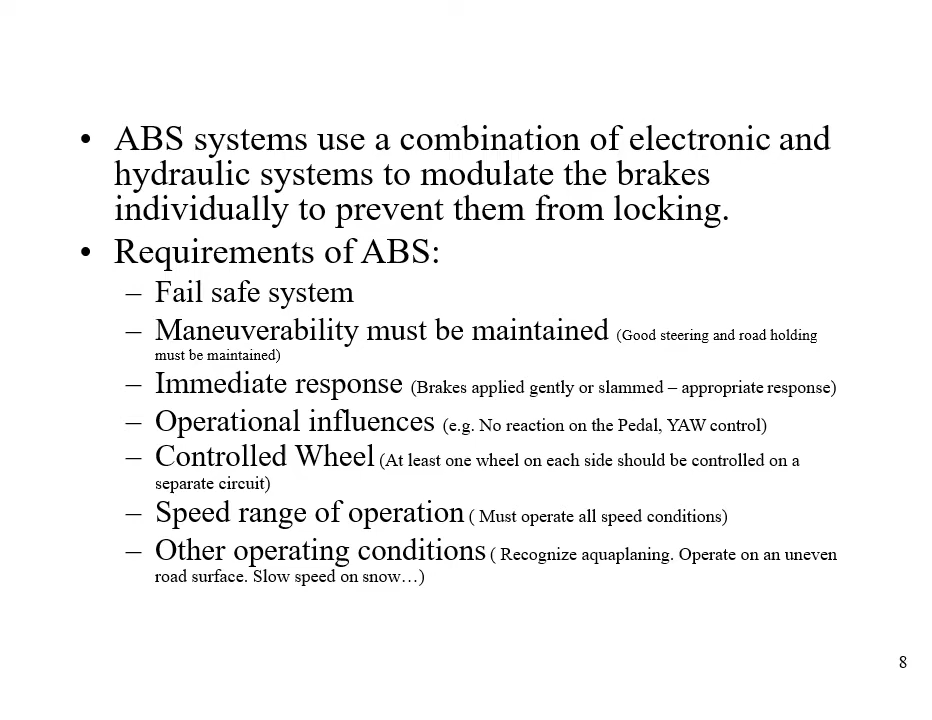 • ABS systems use a combination of electronic and
hydraulic systems to modulate the brakes
individually to prevent them from locking.
• Requirements of ABS:
– Fail safe system
– Maneuverability must be maintained (Good steering and road holding
must be maintained)
– Immediate response (Brakes applied gently or slammed – appropriate response)
– Operational influences (e.g. No reaction on the Pedal, YAW control)
– Controlled Wheel (At least one wheel on each side should be controlled on a
separate circuit)
– Speed range of operation ( Must operate all speed conditions)
– Other operating conditions ( Recognize aquaplaning. Operate on an uneven
road surface. Slow speed on snow…)
8